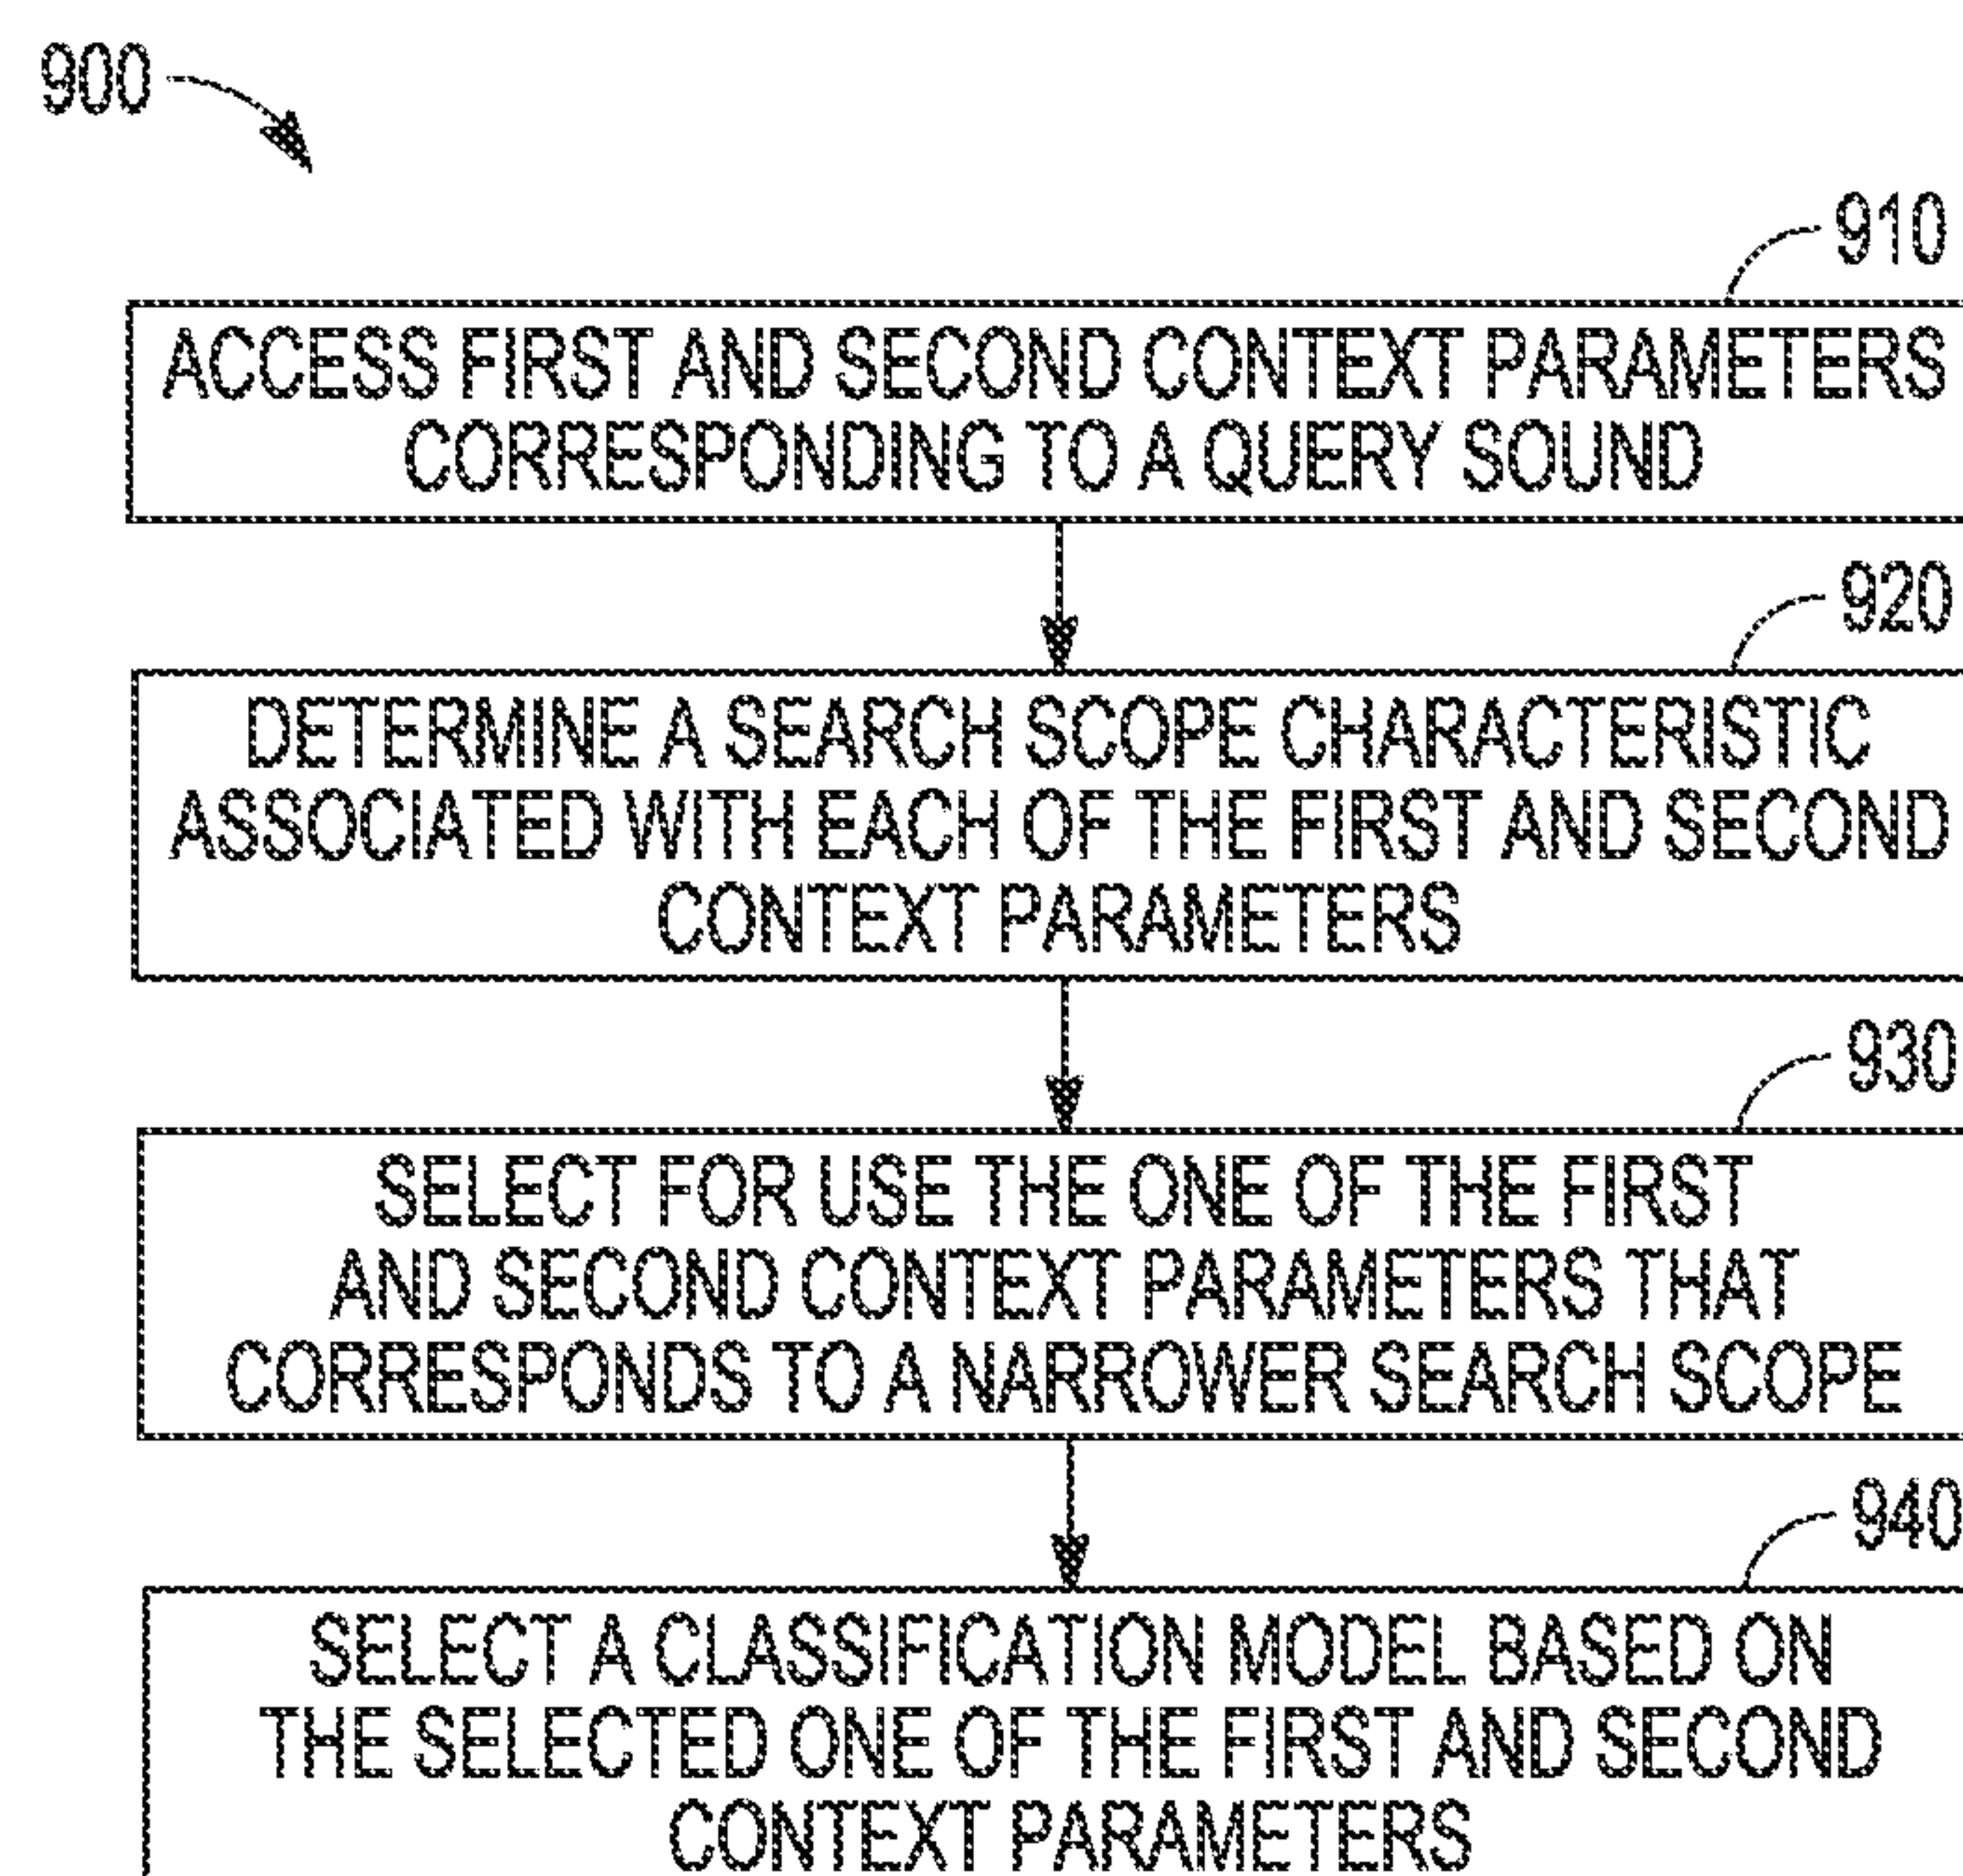 900
910
ACCESS FIRST AND SECOND CONTEXT PARAMETERS
CORRESPONDING TO A QUERY SOUND
920
DETERMINE A SEARCH SCOPE CHARACTERISTIC
ASSOCIATED WITH EACH OF THE FIRST AND SECOND
CONTEXT PARAMETERS
930
SELECT FOR USE THE ONE OF THE FIRST
AND SECOND CONTEXT PARAMETERS THAT
CORRESPONDS TO A NARROWER SEARCH SCOPE
940
SELECT A CLASSIFICATION MODEL BASED ON
THE SELECTED ONE OF THE FIRST AND SECOND
CONTEXT PARAMETERS